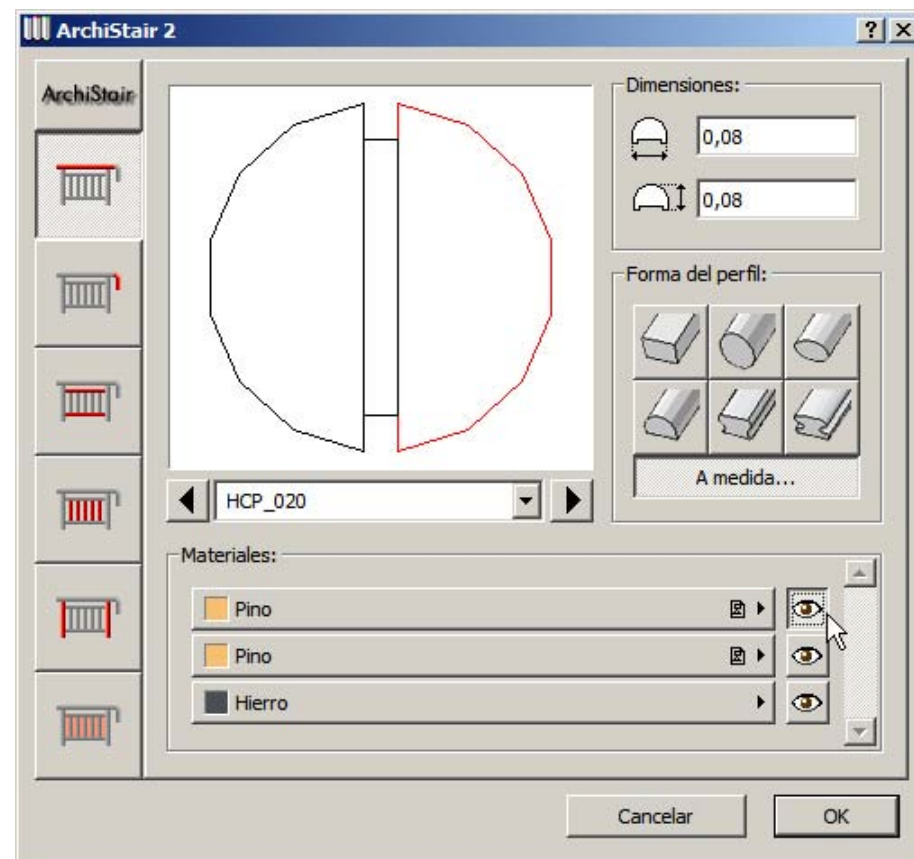 ArchiStair 2
ArchiStair
Dimensiones:
0,08
0,08
Forma del perfil:
A medida...
HCP_020
Materiales:
Pino
Pino
Hierro
Cancelar
OK